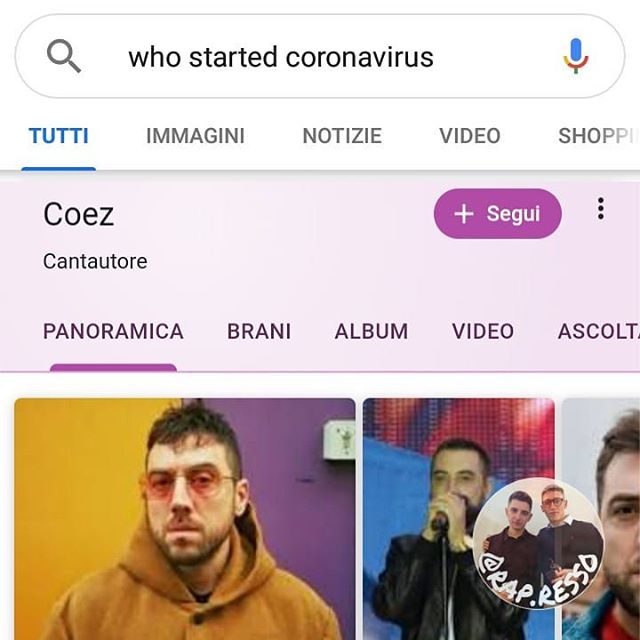 who started coronavirus
TUTTI IMMAGINI NOTIZIE VIDEO SHOPPI
Coez
+ Segui
Cantautore
PANORAMICA BRANI ALBUM VIDEO ASCOLTA
@RAP.RESSO